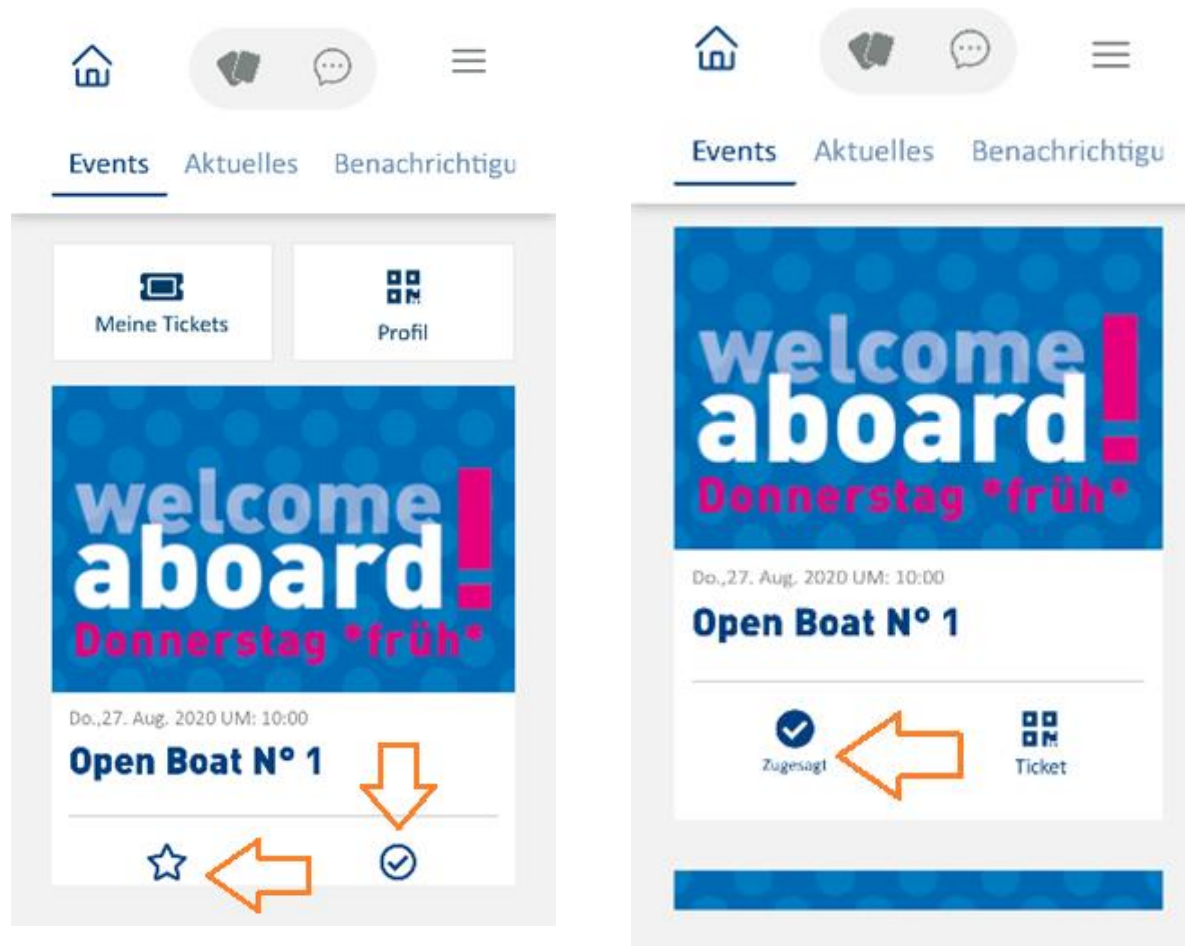 Events Aktuelles Benachrichtigu
Meine Tickets
Profil
welcome
aboard!
Donnerstag *früh*
Do.,27. Aug. 2020 UM: 10:00
Open Boat N° 1
Events Aktuelles Benachrichtigu
welcome
aboard!
Donnerstag *früh*
Do.,27. Aug. 2020 UM: 10:00
Open Boat N° 1
Zugesagt
Ticket